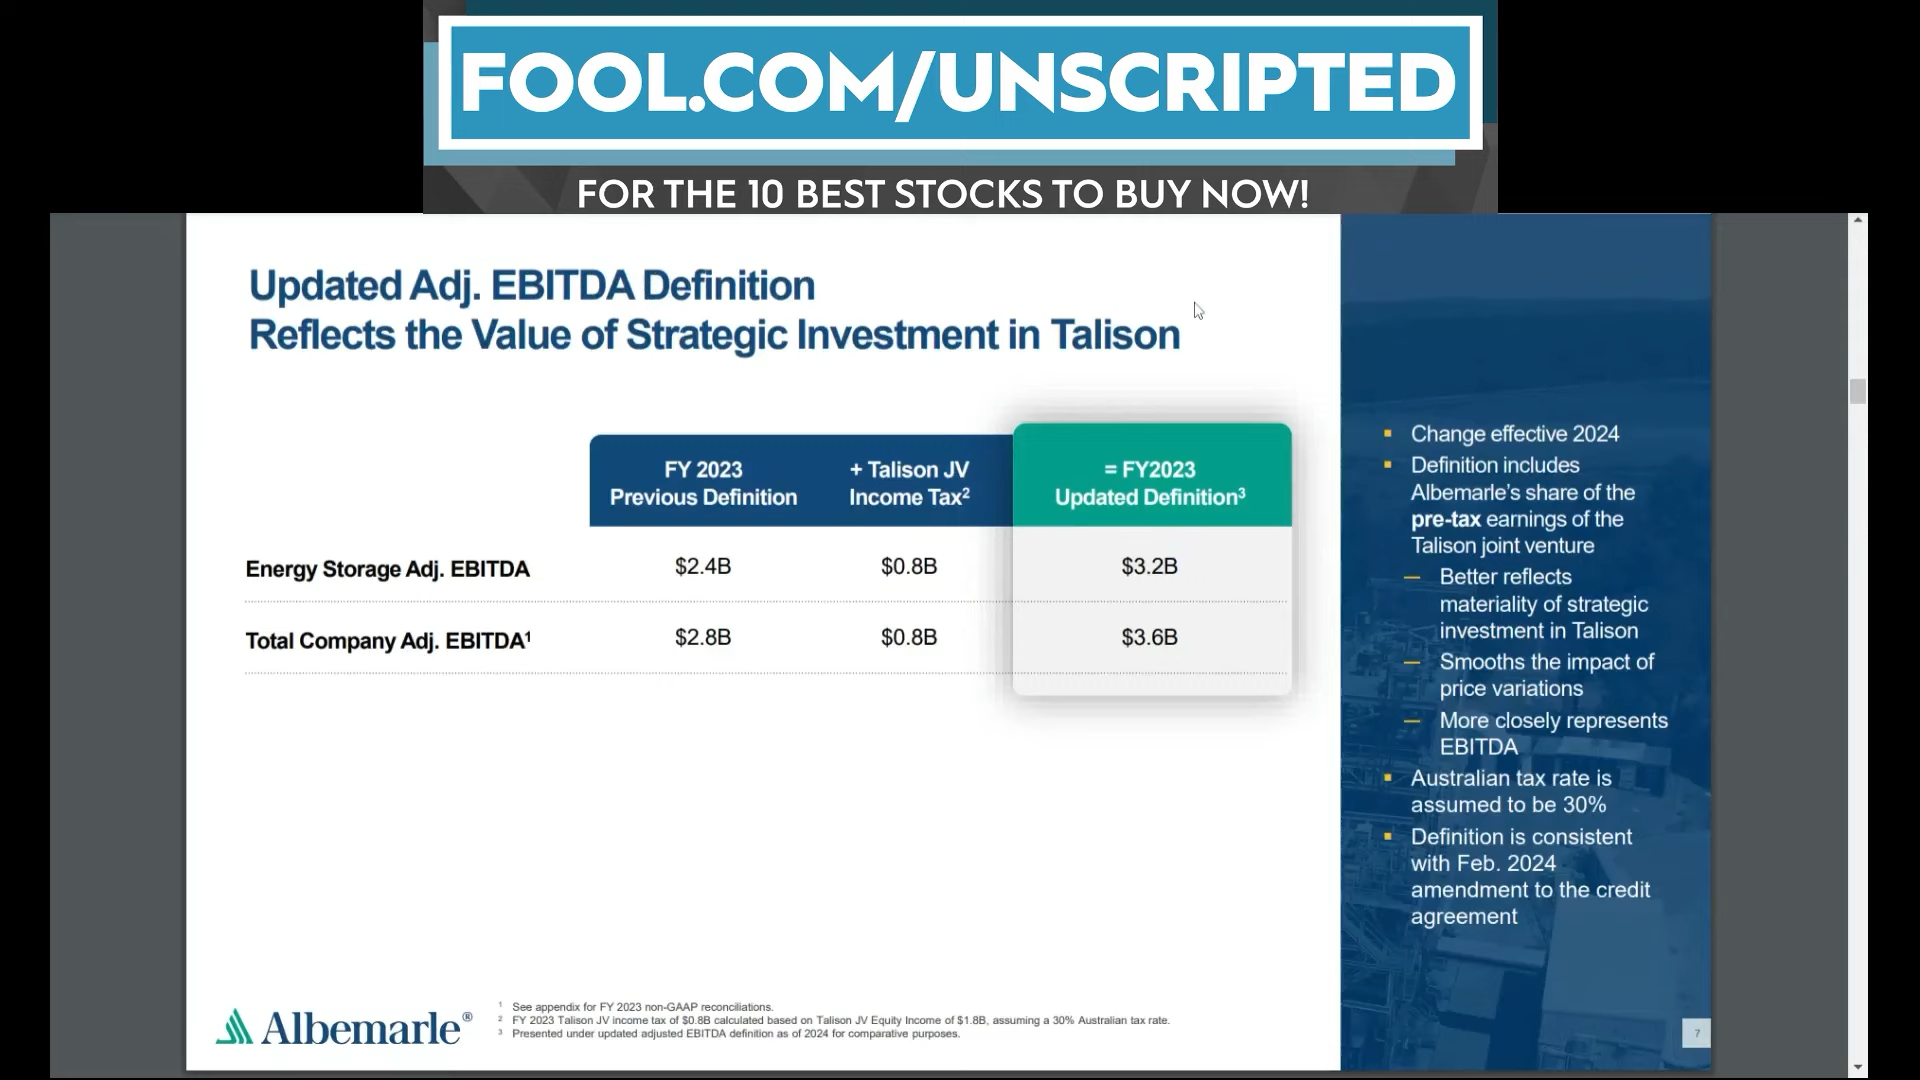 FOOL.COM/UNSCRIPTED
FOR THE 10 BEST STOCKS TO BUY NOW!
Updated Adj. EBITDA Definition
Reflects the Value of Strategic Investment in Talison
FY 2023
Previous Definition
+ Talison JV
Income Tax²
= FY2023
Updated Definition³
Energy Storage Adj. EBITDA $2.4B $0.8B $3.2B
Total Company Adj. EBITDA¹ $2.8B $0.8B $3.6B
▪ Change effective 2024
▪ Definition includes
Albemarle's share of the
pre-tax earnings of the
Talison joint venture
— Better reflects
materiality of strategic
investment in Talison
— Smooths the impact of
price variations
— More closely represents
EBITDA
▪ Australian tax rate is
assumed to be 30%
▪ Definition is consistent
with Feb. 2024
amendment to the credit
agreement
Albemarle®
¹ See appendix for FY 2023 non-GAAP reconciliations.
² FY 2023 Talison JV income tax of $0.8B calculated based on Talison JV Equity Income of $1.8B, assuming a 30% Australian tax rate.
³ Presented under updated adjusted EBITDA definition as of 2024 for comparative purposes.
7